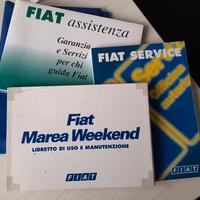 FIAT assistenza
Garanzia
e Servizi
per chi
guida Fiat
FIAT SERVICE
Fiat
Marea Weekend
LIBRETTO DI USO E MANUTENZIONE
FIAT
FIAT